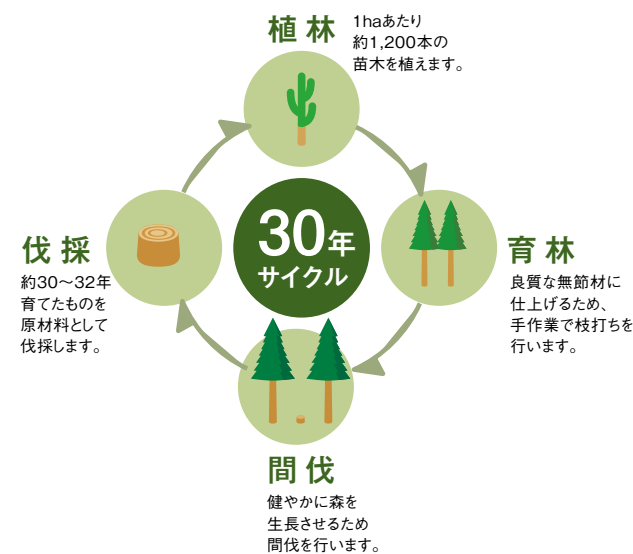 植林
1haあたり
約1,200本の
苗木を植えます。
30年
サイクル
育林
良質な無節材に
仕上げるため、
手作業で枝打ちを
行います。
間伐
健やかに森を
生長させるため
間伐を行います。
伐採
約30〜32年
育てたものを
原材料として
伐採します。